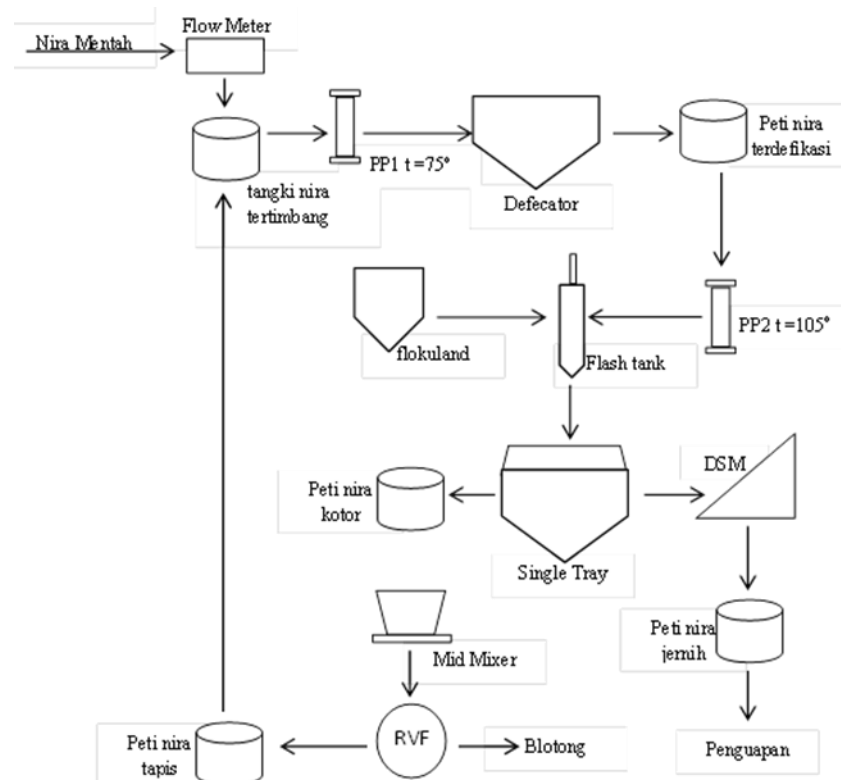 Flow Meter
Nira Mentah
PP1 t =75°
Peti nira
terdefikasi
tangki nira
tertimbang
Defecator
PP2 t =105°
flokuland
Flash tank
DSM
Peti nira
kotor
Single Tray
Peti nira
jernih
Mid Mixer
RVF
Peti nira
tapis
Blotong
Penguapan